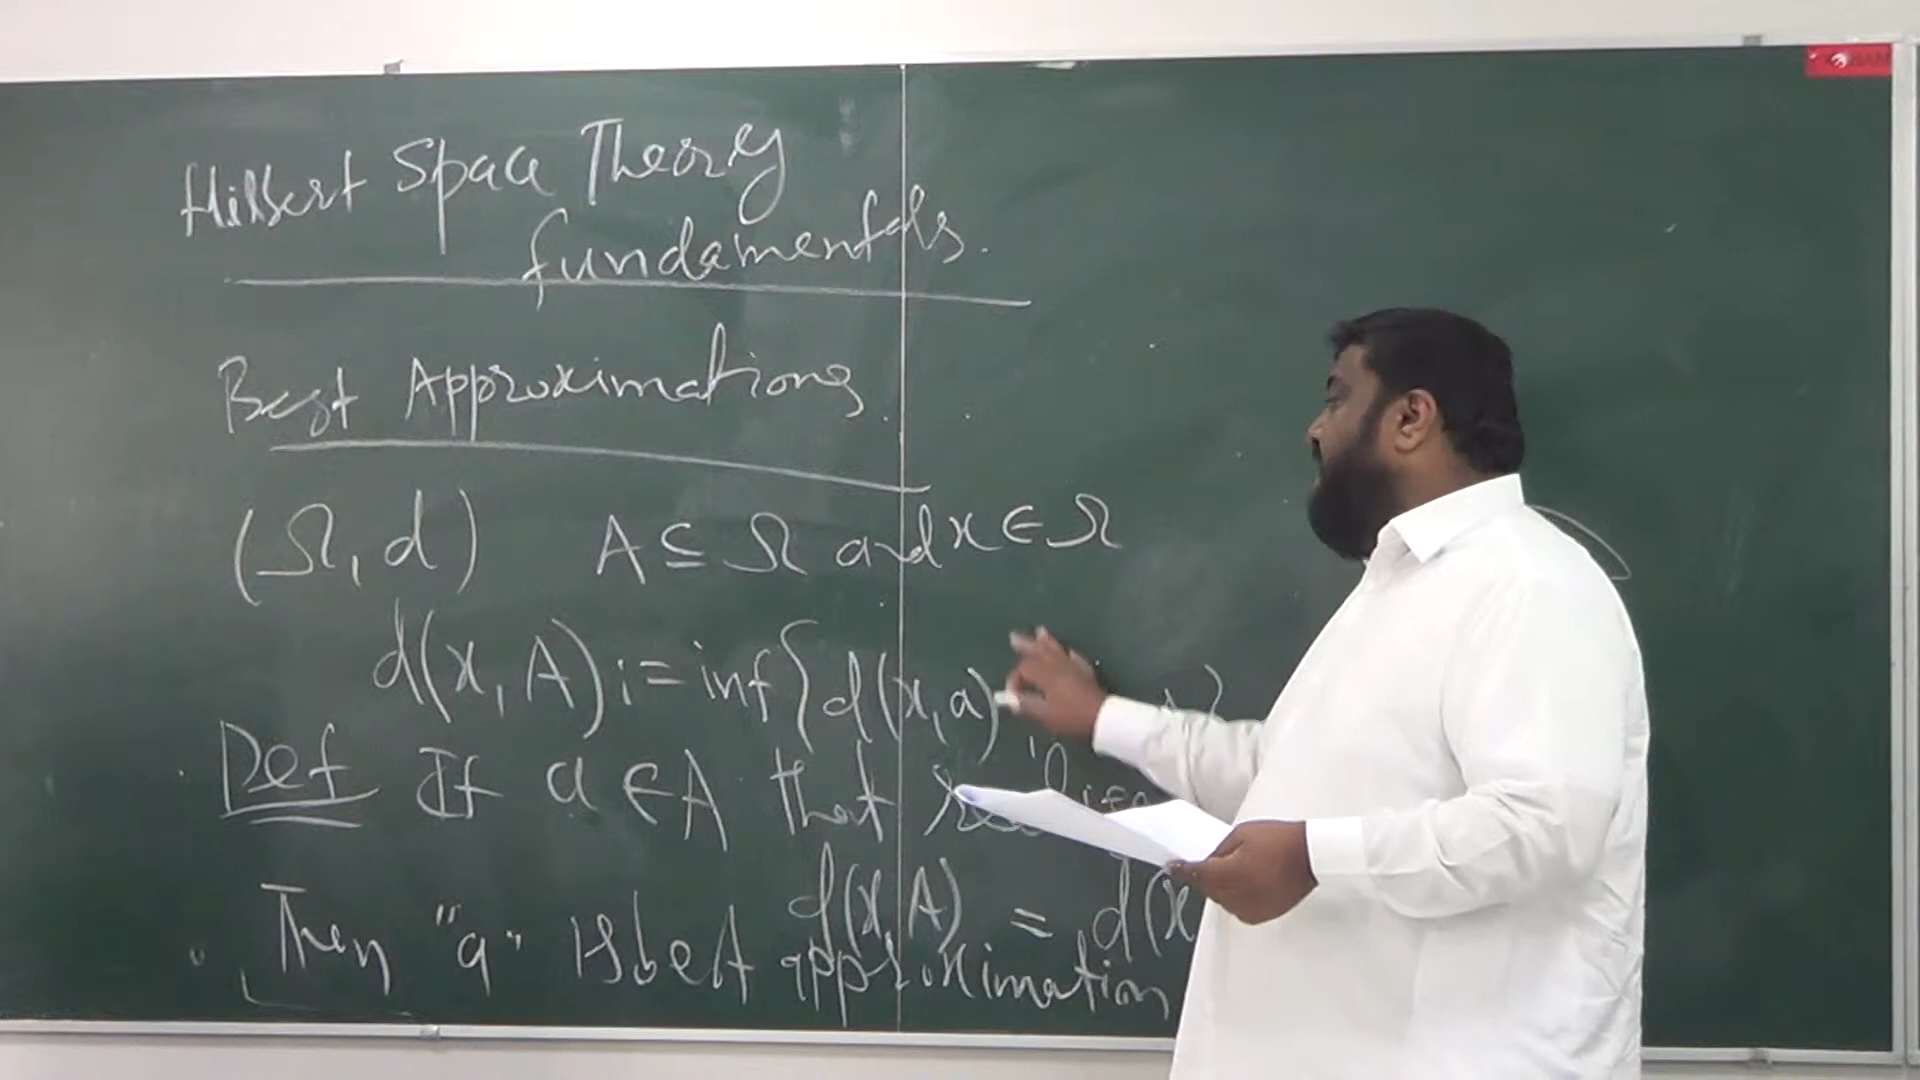 Hilbert Space Theory
fundamentals.
Best Approximations.
(Ω, d) A ⊆ Ω and x ∈ Ω
d(x, A) := inf{d(x, a)
Def If a ∈ A that
d(x, A) = d(x
Then "a" is best approximation